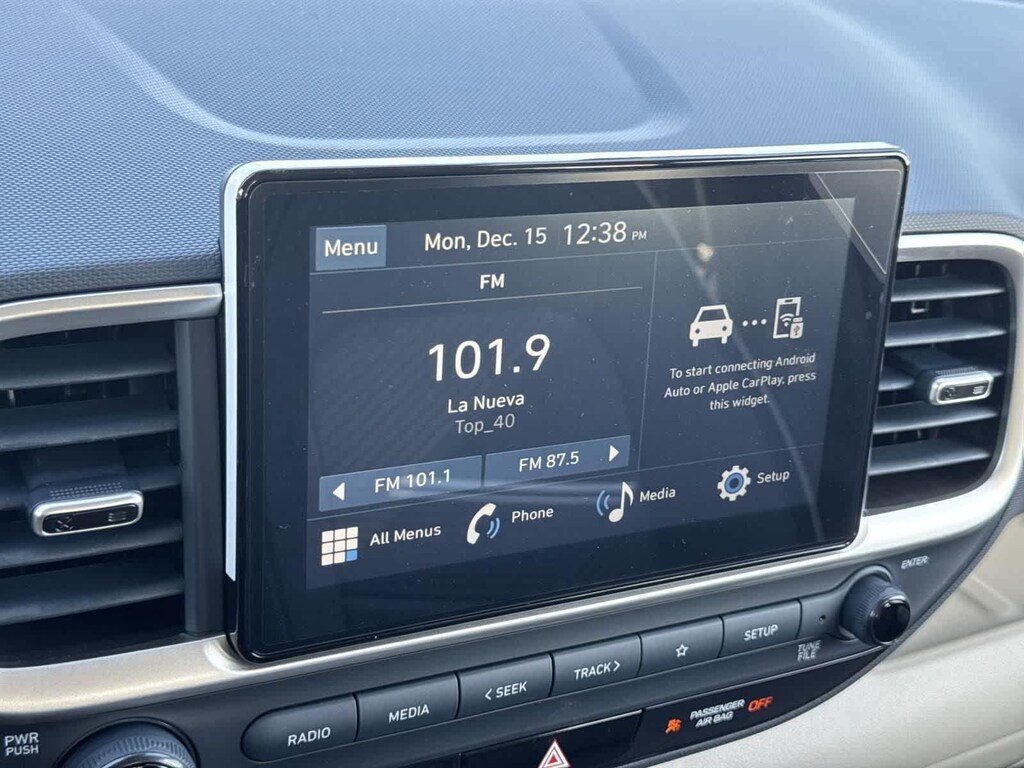 Menu
Mon, Dec. 15 12:38 PM
FM
101.9
La Nueva
Top_40
FM 101.1
FM 87.5
To start connecting Android
Auto or Apple CarPlay, press
this widget.
All Menus
Phone
Media
Setup
PWR
PUSH
RADIO
MEDIA
< SEEK
TRACK >
SETUP
ENTER
TUNE
FILE
PASSENGER
AIR BAG
OFF